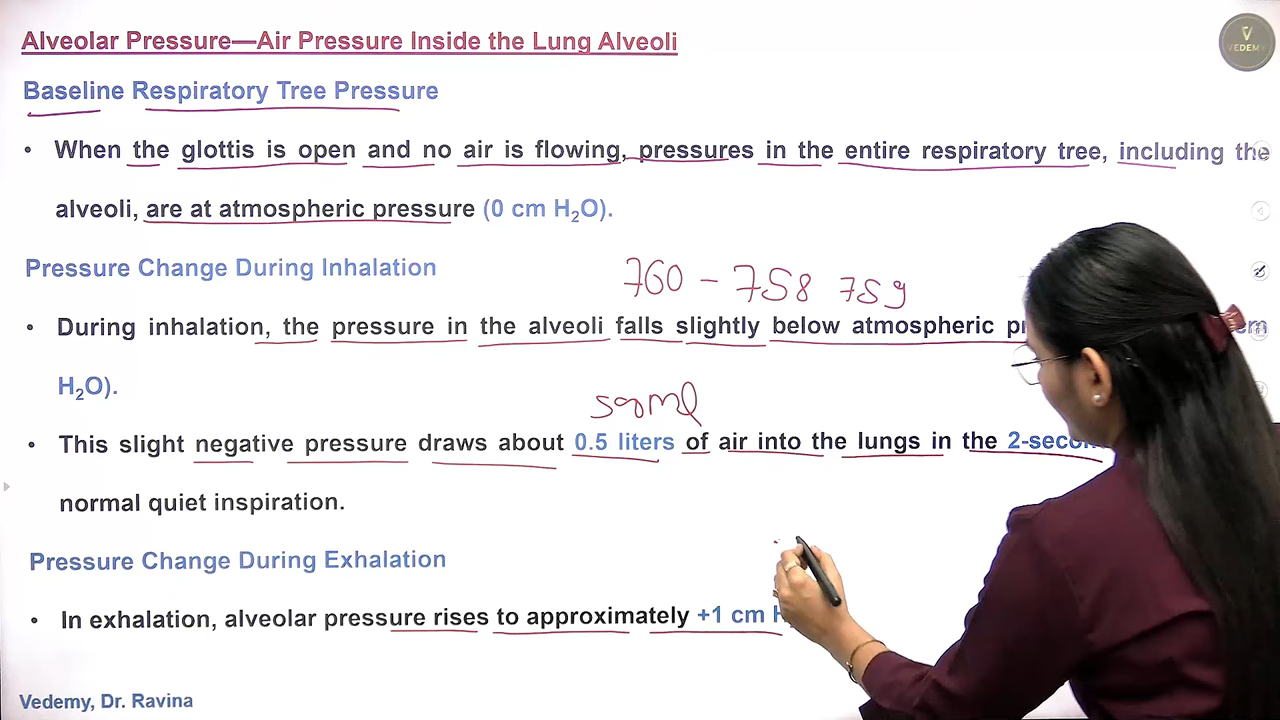 Alveolar Pressure—Air Pressure Inside the Lung Alveoli
V
VEDEMY
Baseline Respiratory Tree Pressure
• When the glottis is open and no air is flowing, pressures in the entire respiratory tree, including the
alveoli, are at atmospheric pressure (0 cm H₂O).
Pressure Change During Inhalation
760 - 758 759
• During inhalation, the pressure in the alveoli falls slightly below atmospheric
H₂O).
500ml
• This slight negative pressure draws about 0.5 liters of air into the lungs in the 2-secon
normal quiet inspiration.
Pressure Change During Exhalation
• In exhalation, alveolar pressure rises to approximately +1 cm
Vedemy, Dr. Ravina